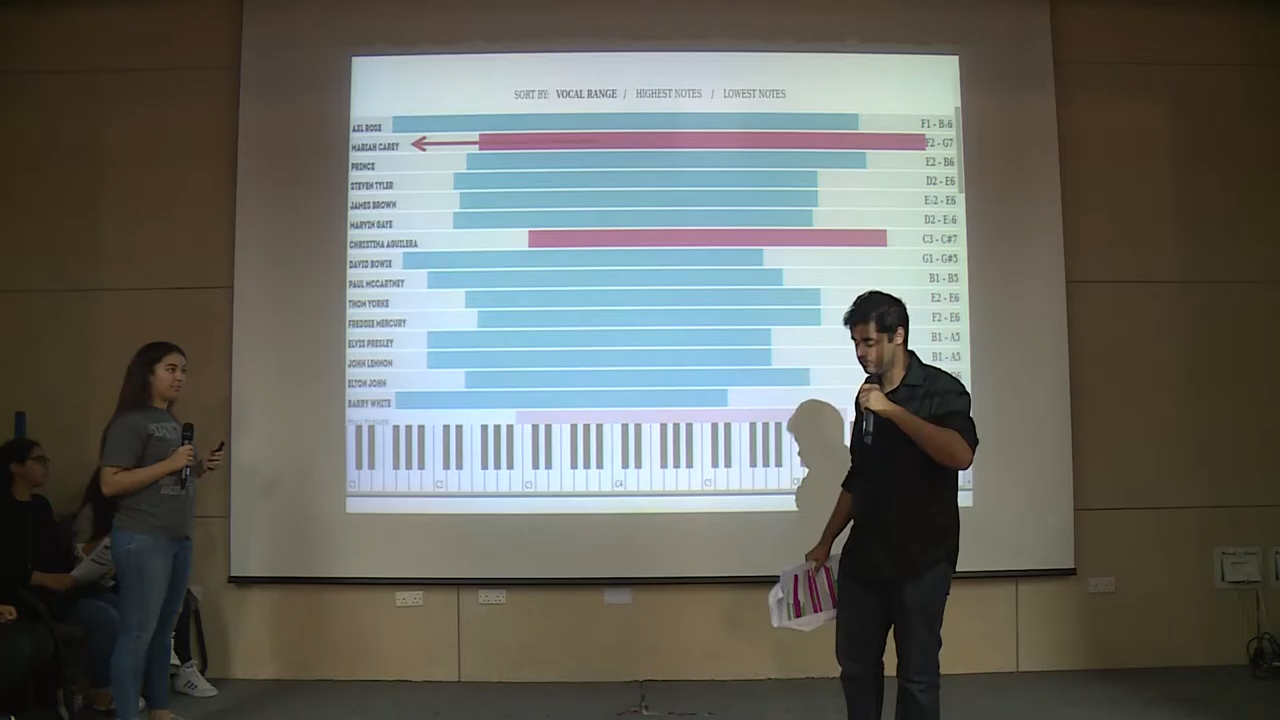 SORT BY: VOCAL RANGE / HIGHEST NOTES / LOWEST NOTES
AXL ROSE F1 - B♭6
MARIAH CAREY F2 - G7
PRINCE E2 - B6
STEVEN TYLER D2 - E6
JAMES BROWN E♭2 - E6
MARVIN GAYE D2 - E♭6
CHRISTINA AGUILERA C3 - C#7
DAVID BOWIE G1 - G#5
PAUL MCCARTNEY B1 - B5
THOM YORKE E2 - E6
FREDDIE MERCURY F2 - E6
ELVIS PRESLEY B1 - A5
JOHN LENNON B1 - A5
ELTON JOHN
BARRY WHITE
C1 C2 C3 C4 C5